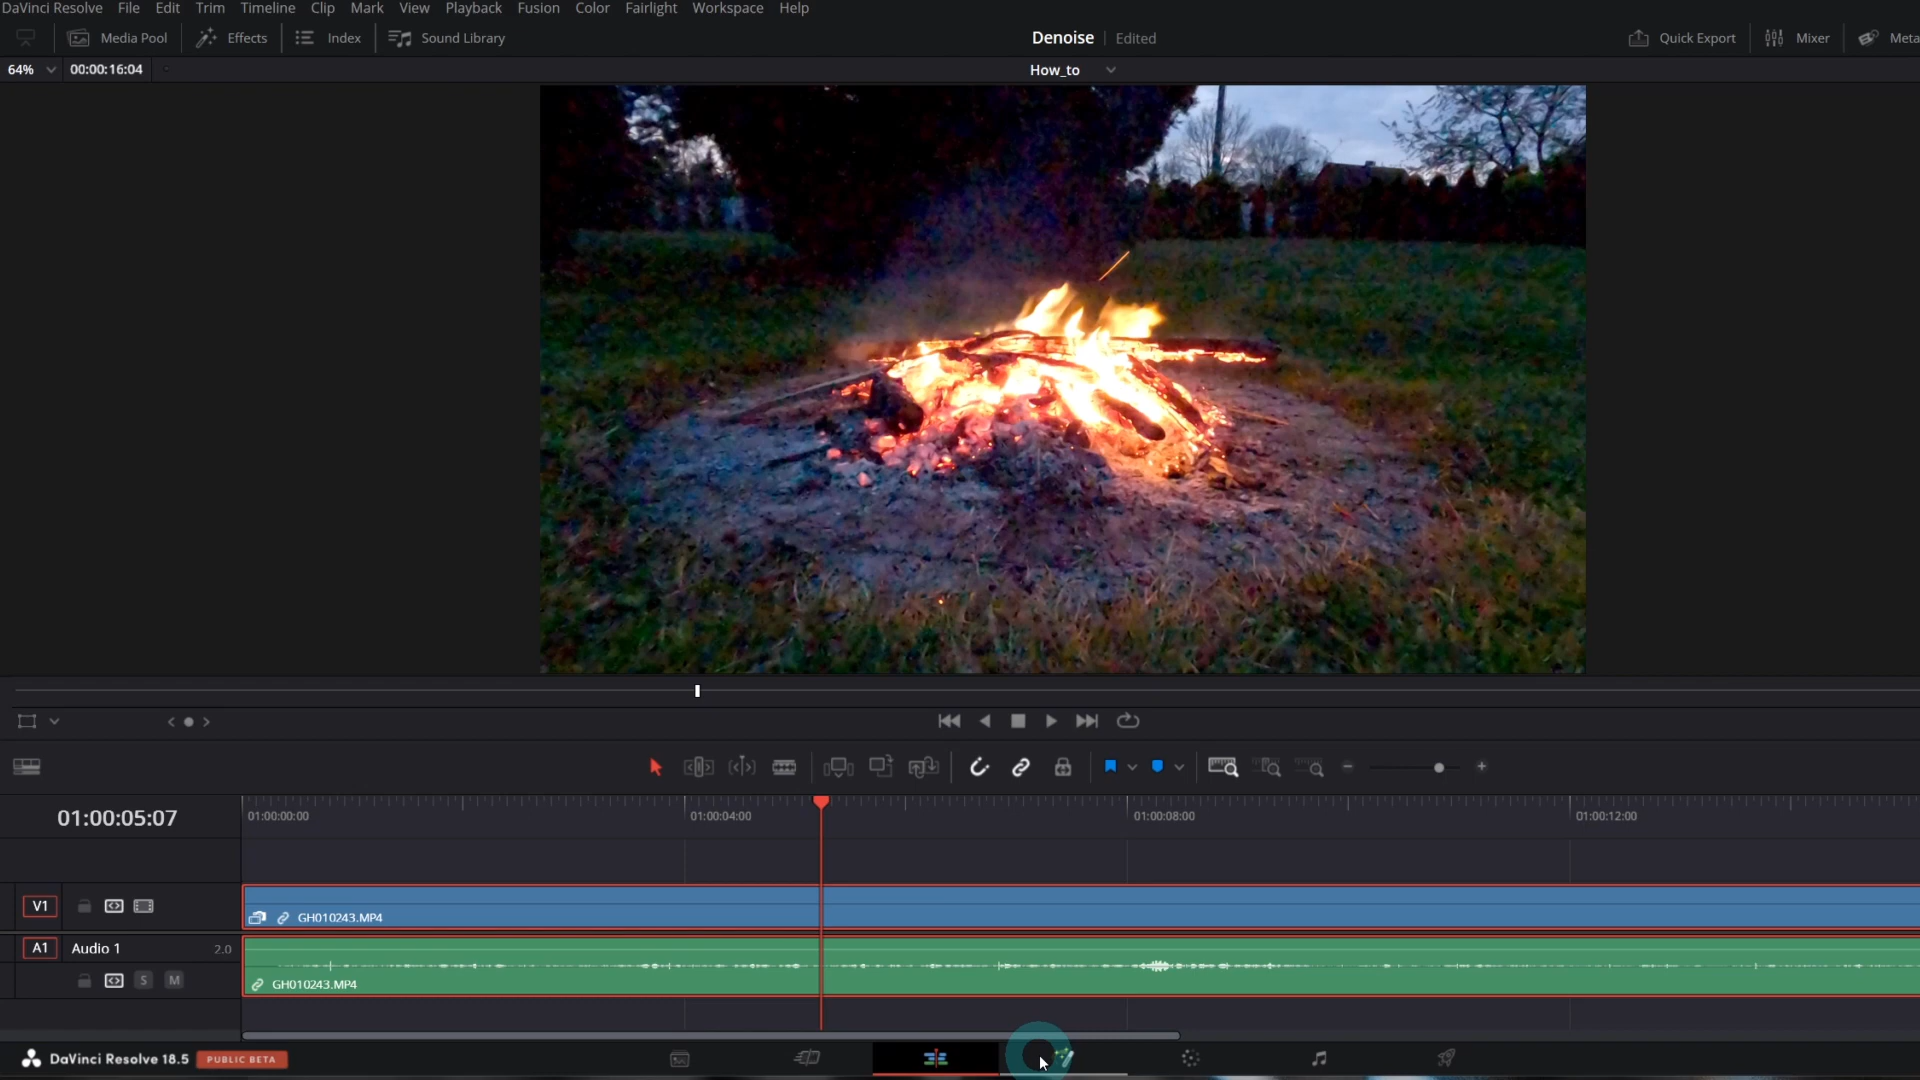 DaVinci Resolve File Edit Trim Timeline Clip Mark View Playback Fusion Color Fairlight Workspace Help
Media Pool Effects Index Sound Library Denoise Edited Quick Export Mixer Meta
64% 00:00:16:04 How_to
01:00:05:07 01:00:00:00 01:00:04:00 01:00:08:00 01:00:12:00
V1 GH010243.MP4
A1 Audio 1 2.0
S M GH010243.MP4
DaVinci Resolve 18.5 PUBLIC BETA